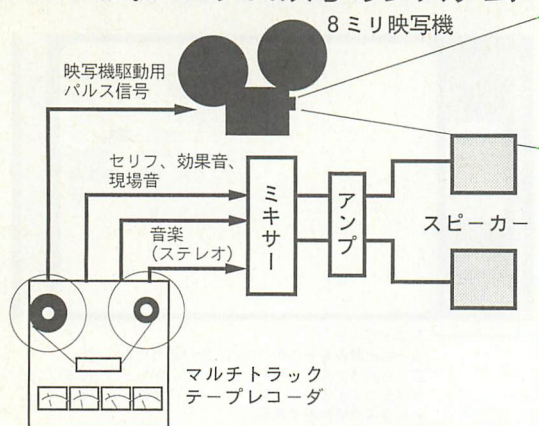 8ミリ映写機
映写機駆動用
パルス信号
セリフ、効果音、
現場音
音楽
(ステレオ)
ミキサー
アンプ
スピーカー
マルチトラック
テープレコーダ